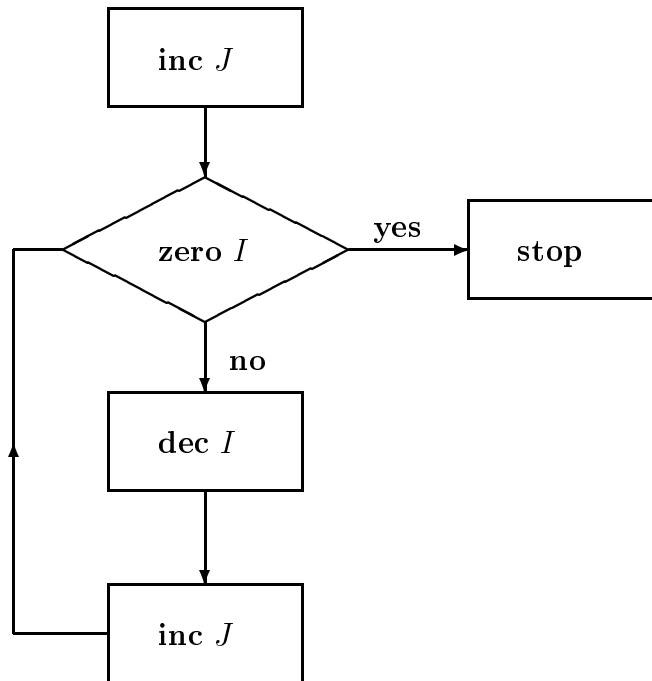 inc J
yes
zero I
stop
no
dec I
inc J